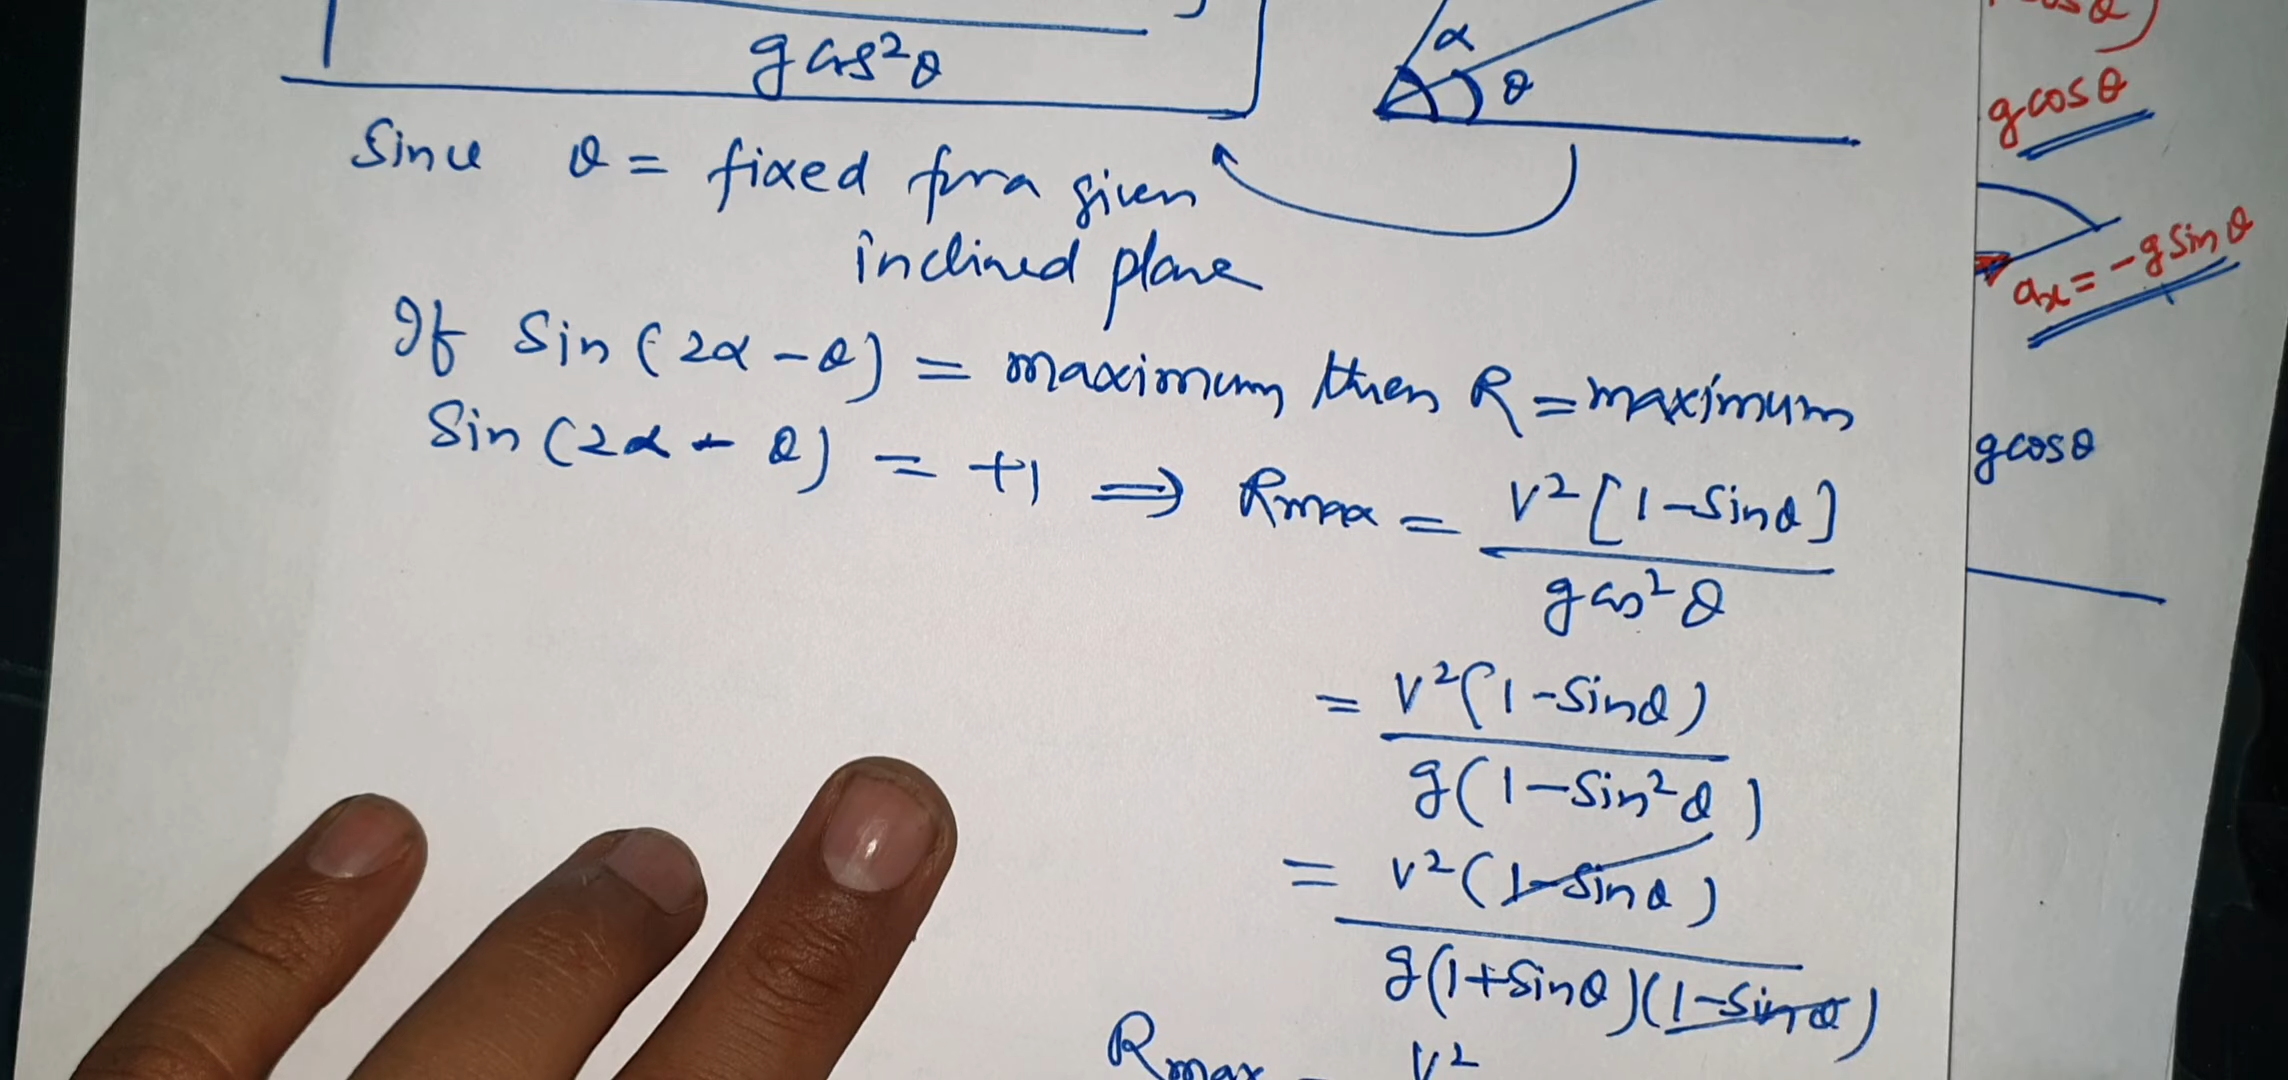 g cos²θ
α
θ
Since θ = fixed for a given
inclined plane
If Sin (2α - θ) = maximum then R = maximum
Sin (2α - θ) = +1 ⇒ Rmax = V² [1 - Sinθ]
g cos²θ
= V² (1 - Sinθ)
g (1 - Sin²θ)
= V² (1 - Sinθ)
g (1 + Sinθ) (1 - Sinθ)
Rmax V²
g cosθ
ax = - g Sinθ
g cosθ